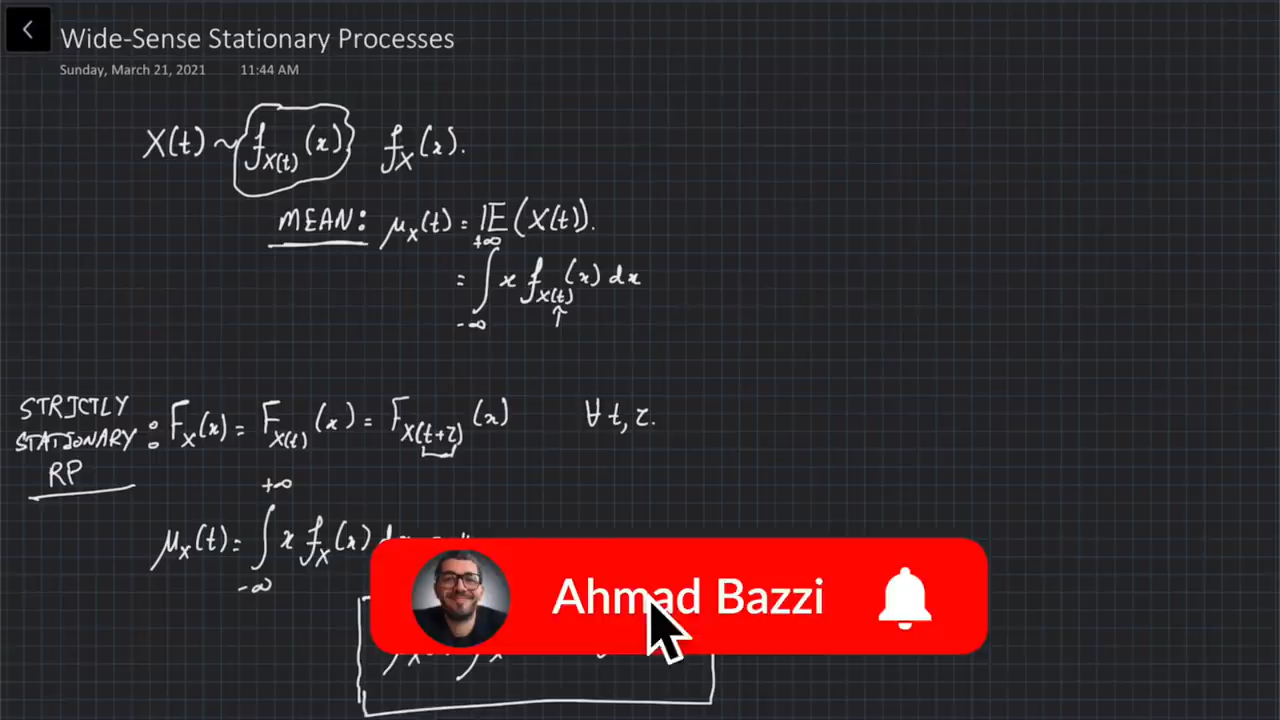 Wide-Sense Stationary Processes
Sunday, March 21, 2021 11:44 AM
X(t) ~ f_X(t) (x) f_X (x).
MEAN: μ_X (t) = 𝔼 (X(t)).
= ∫_-∞^+∞ x f_X(t) (x) dx
↑
STRICTLY
STATIONARY : F_X (x) = F_X(t) (x) = F_X(t+τ) (x) ∀ t, τ.
RP
μ_X (t) = ∫_-∞^+∞ x f_X (x)
Ahmad Bazzi